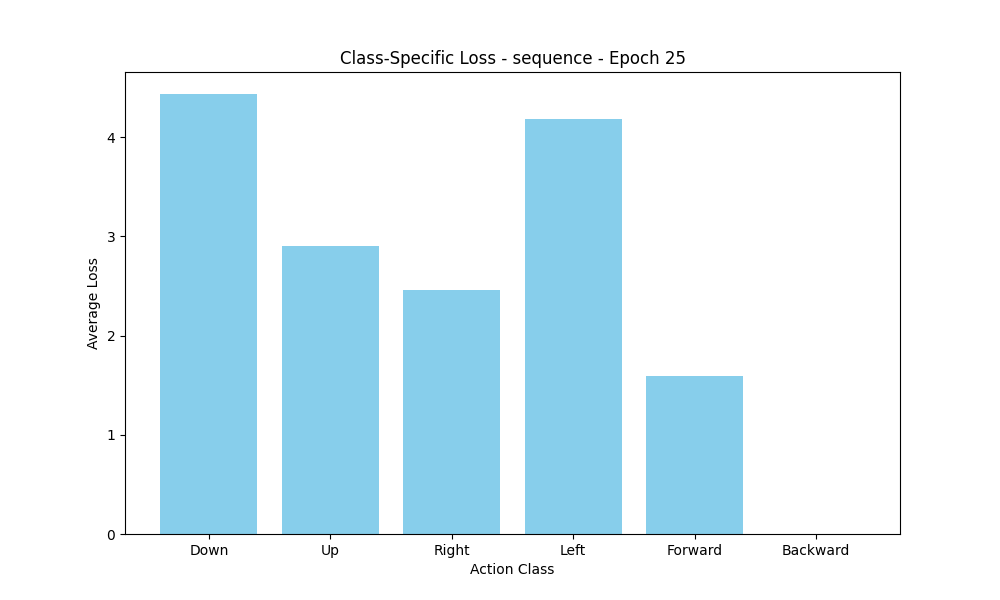 Class-Specific Loss - sequence - Epoch 25
4
3
2
1
0
Average Loss
Down Up Right Left Forward Backward
Action Class